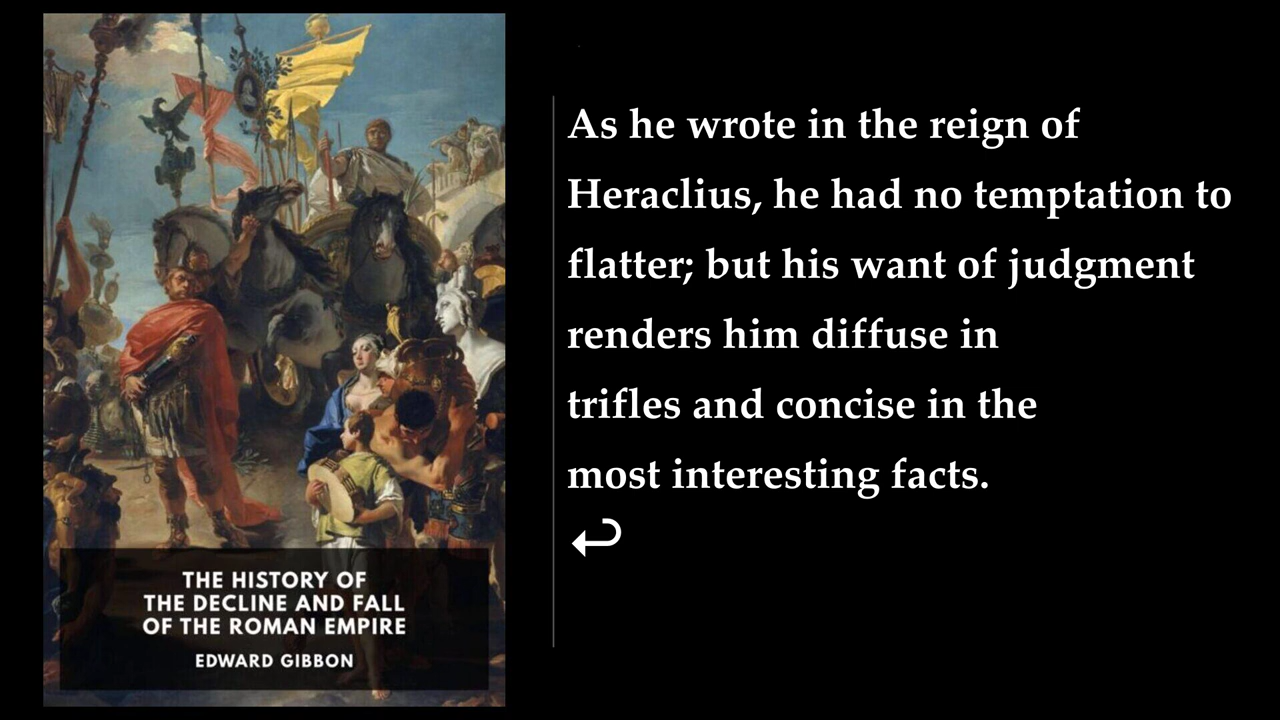 As he wrote in the reign of
Heraclius, he had no temptation to
flatter; but his want of judgment
renders him diffuse in
trifles and concise in the
most interesting facts.
↩
THE HISTORY OF
THE DECLINE AND FALL
OF THE ROMAN EMPIRE
EDWARD GIBBON